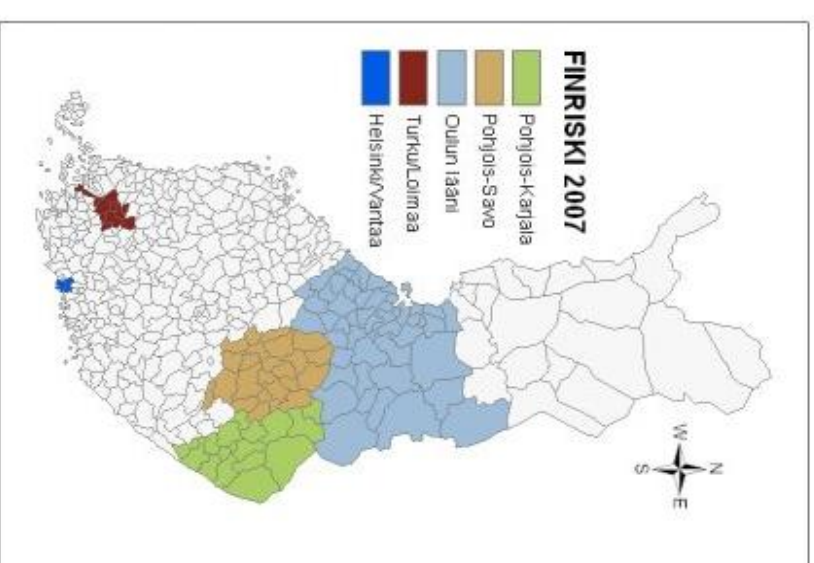 FINRISKI 2007
Pohjois-Karjala
Pohjois-Savo
Oulun lääni
Turku/Loimaa
Helsinki/Vantaa
N
W
E
S